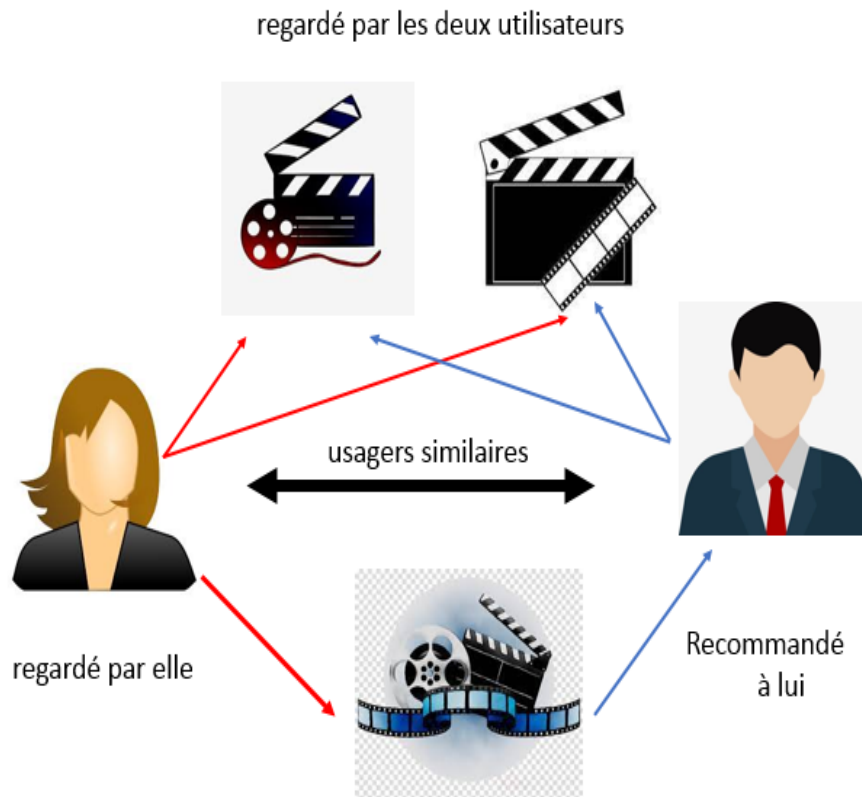 regardé par les deux utilisateurs
usagers similaires
regardé par elle
Recommandé
à lui